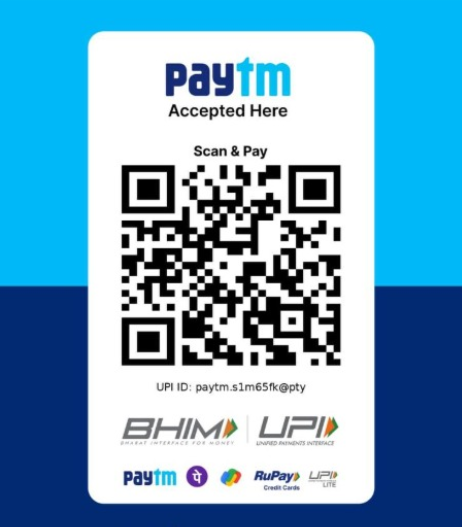 paytm
Accepted Here
Scan & Pay
UPI ID: paytm.s1m65fk@pty
BHIM UPI
BHARAT INTERFACE FOR MONEY UNIFIED PAYMENTS INTERFACE
paytm पे RuPay UPI
Credit Cards LITE